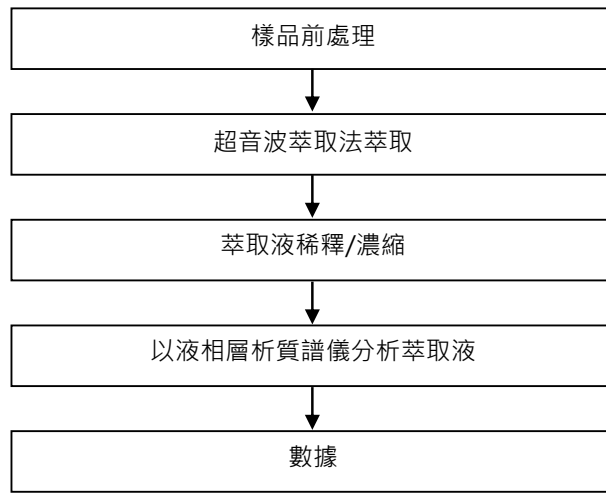 樣品前處理
超音波萃取法萃取
萃取液稀釋/濃縮
以液相層析質譜儀分析萃取液
數據